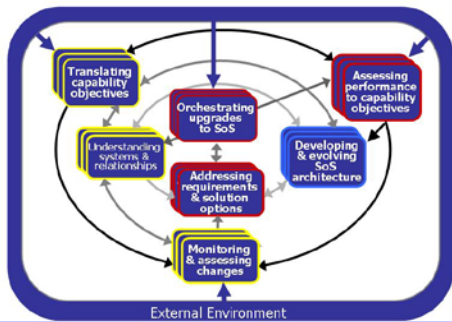 Translating
capability
objectives
Assessing
performance
to capability
objectives
Orchestrating
upgrades
to SoS
Understanding
systems &
relationships
Developing
& evolving
SoS
architecture
Addressing
requirements
& solution
options
Monitoring
& assessing
changes
External Environment